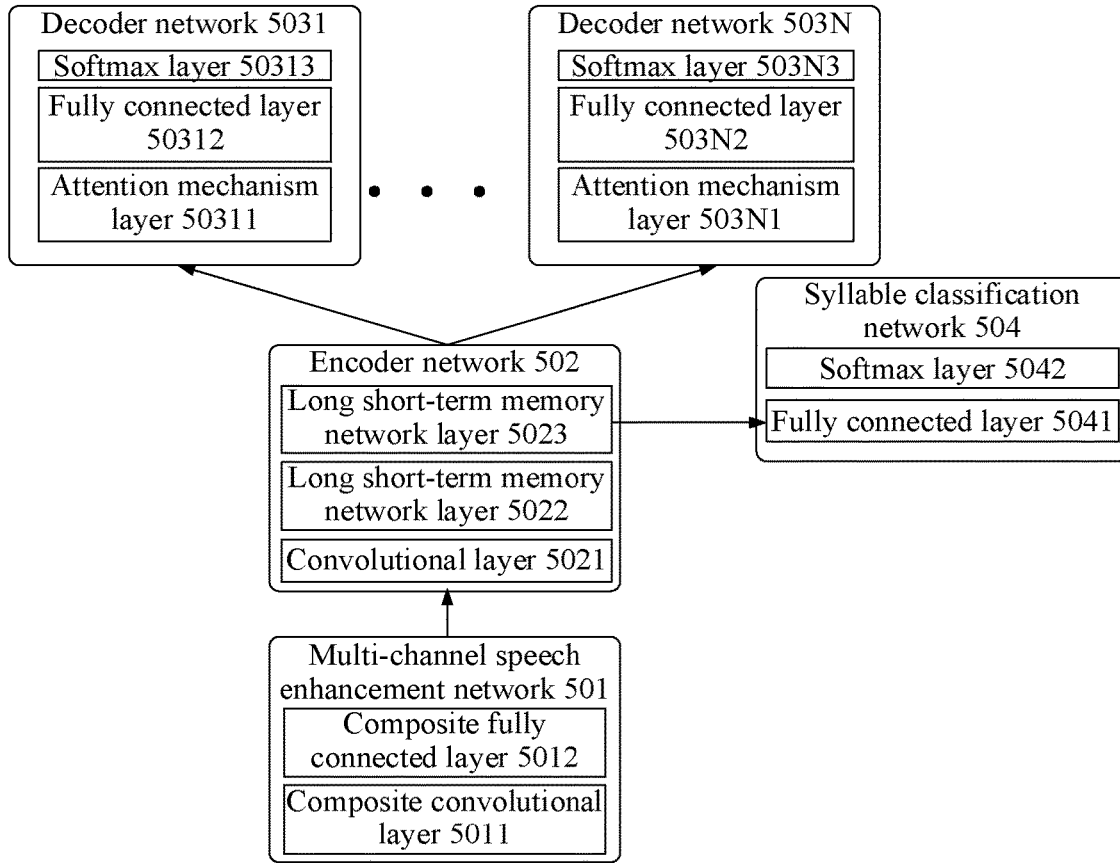 Decoder network 5031
Softmax layer 50313
Fully connected layer
50312
Attention mechanism
layer 50311
Decoder network 503N
Softmax layer 503N3
Fully connected layer
503N2
Attention mechanism
layer 503N1
Syllable classification
network 504
Softmax layer 5042
Fully connected layer 5041
Encoder network 502
Long short-term memory
network layer 5023
Long short-term memory
network layer 5022
Convolutional layer 5021
Multi-channel speech
enhancement network 501
Composite fully
connected layer 5012
Composite convolutional
layer 5011